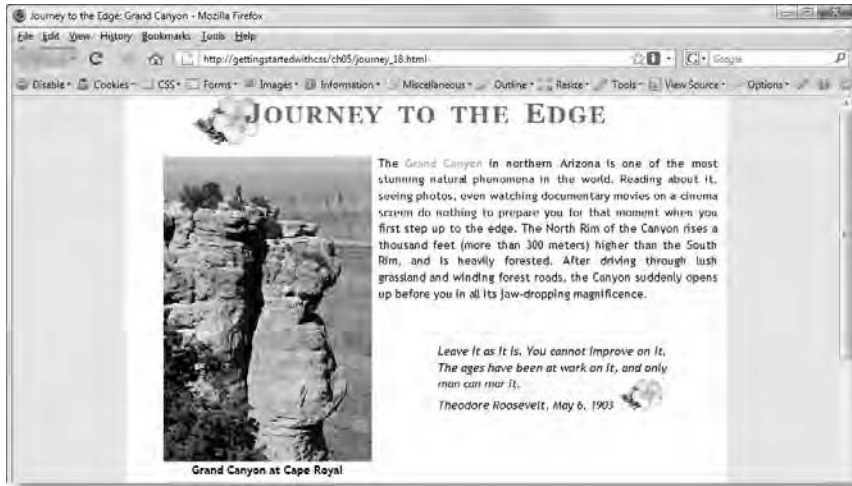 Journey to the Edge: Grand Canyon - Mozilla Firefox
File Edit View History Bookmarks Tools Help
http://gettingstartedwithcss/ch05/journey_18.html
Google
Disable Cookies CSS Forms Images Information Miscellaneous Outline Resize Tools View Source Options
JOURNEY TO THE EDGE
The Grand Canyon in northern Arizona is one of the most
stunning natural phenomena in the world. Reading about it,
seeing photos, even watching documentary movies on a cinema
screen do nothing to prepare you for that moment when you
first step up to the edge. The North Rim of the Canyon rises a
thousand feet (more than 300 meters) higher than the South
Rim, and is heavily forested. After driving through lush
grassland and winding forest roads, the Canyon suddenly opens
up before you in all its jaw-dropping magnificence.
Leave it as it is. You cannot improve on it.
The ages have been at work on it, and only
man can mar it.
Theodore Roosevelt, May 6, 1903
Grand Canyon at Cape Royal